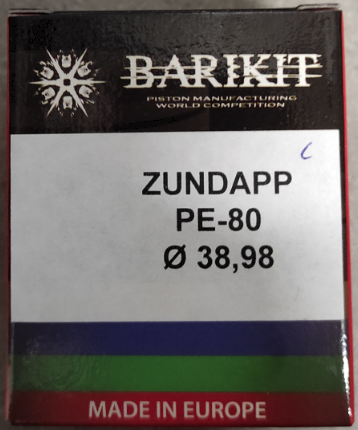 BARIKIT
PISTON MANUFACTURING
WORLD COMPETITION
C
ZUNDAPP
PE-80
Ø 38,98
MADE IN EUROPE